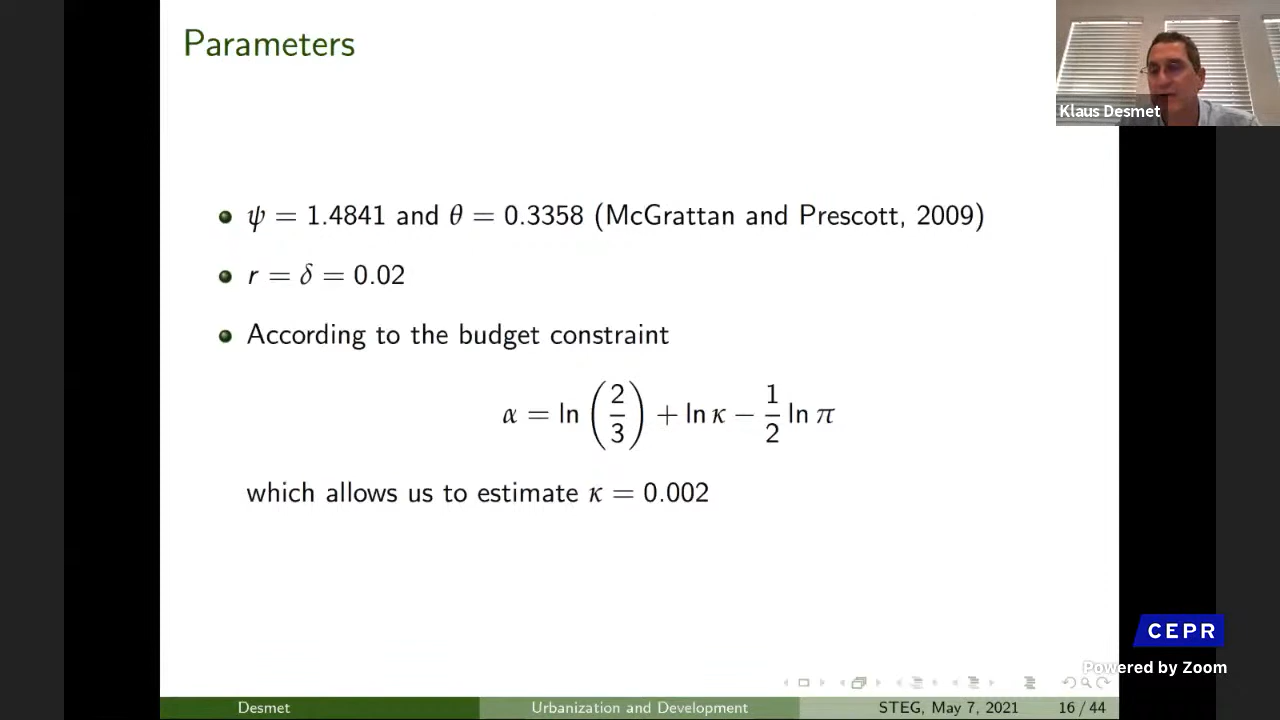 Parameters
Klaus Desmet
ψ = 1.4841 and θ = 0.3358 (McGrattan and Prescott, 2009)
r = δ = 0.02
According to the budget constraint
α = ln (2/3) + ln κ − 1/2 ln π
which allows us to estimate κ = 0.002
CEPR
Powered by Zoom
Desmet Urbanization and Development STEG, May 7, 2021 16 / 44